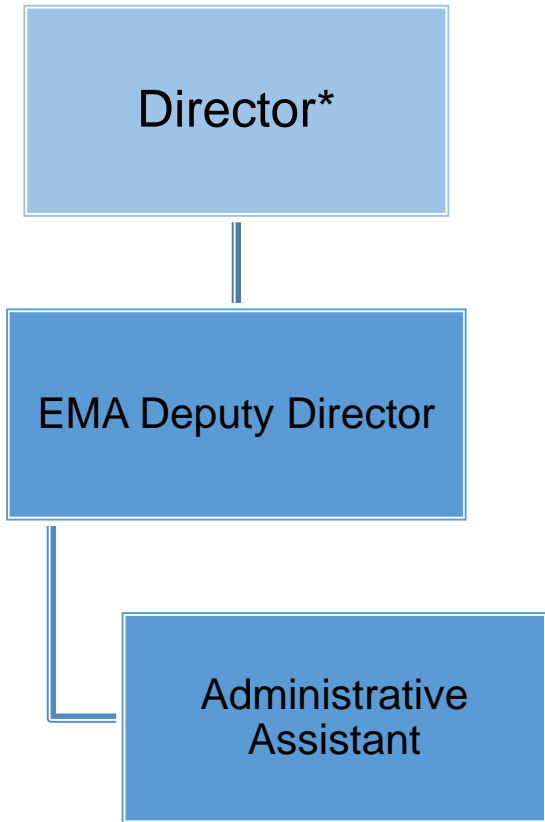 Director*
EMA Deputy Director
Administrative
Assistant